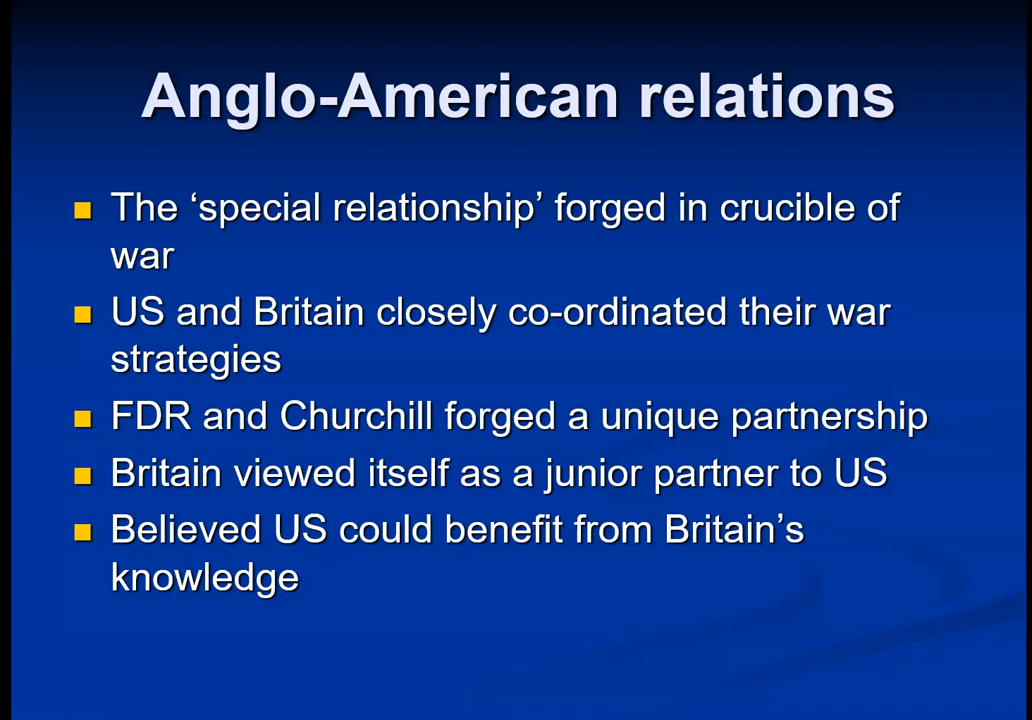 Anglo-American relations
The ‘special relationship’ forged in crucible of
war
US and Britain closely co-ordinated their war
strategies
FDR and Churchill forged a unique partnership
Britain viewed itself as a junior partner to US
Believed US could benefit from Britain’s
knowledge